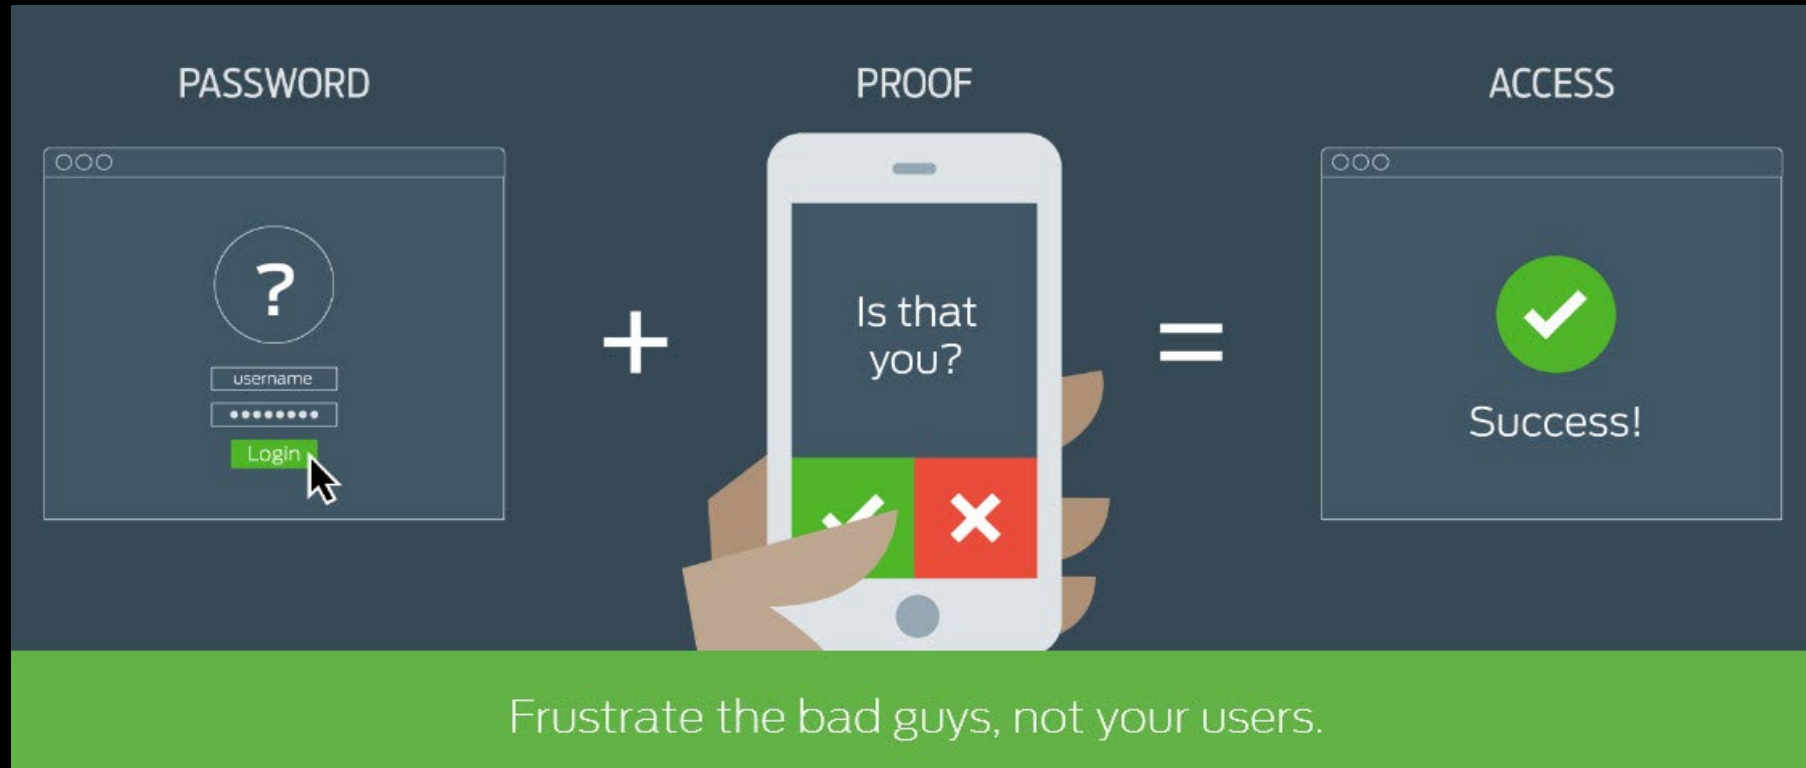 PASSWORD
PROOF
ACCESS
?
username
Login
Is that
you?
Success!
Frustrate the bad guys, not your users.